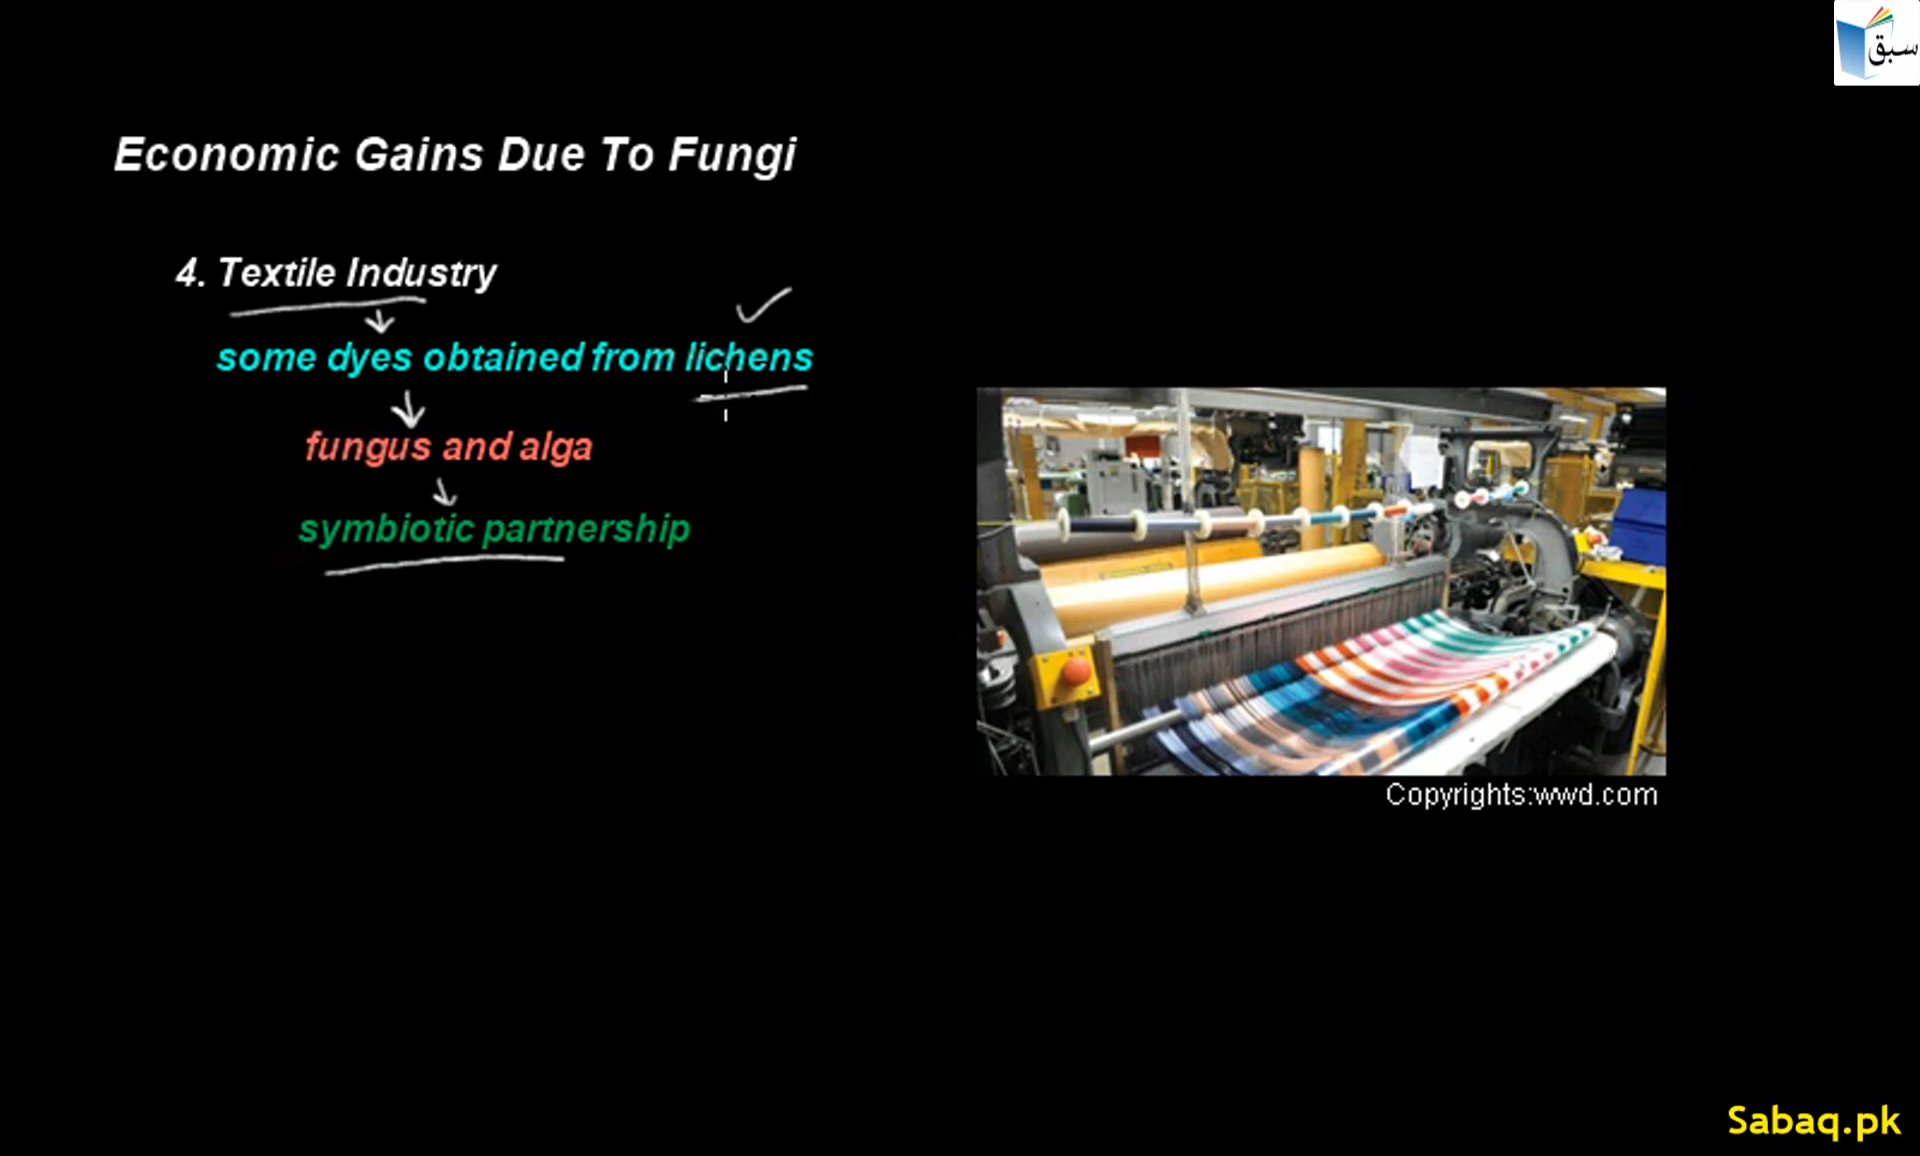 سبق
Economic Gains Due To Fungi
4. Textile Industry
some dyes obtained from lichens
fungus and alga
symbiotic partnership
Copyrights:wwd.com
Sabaq.pk